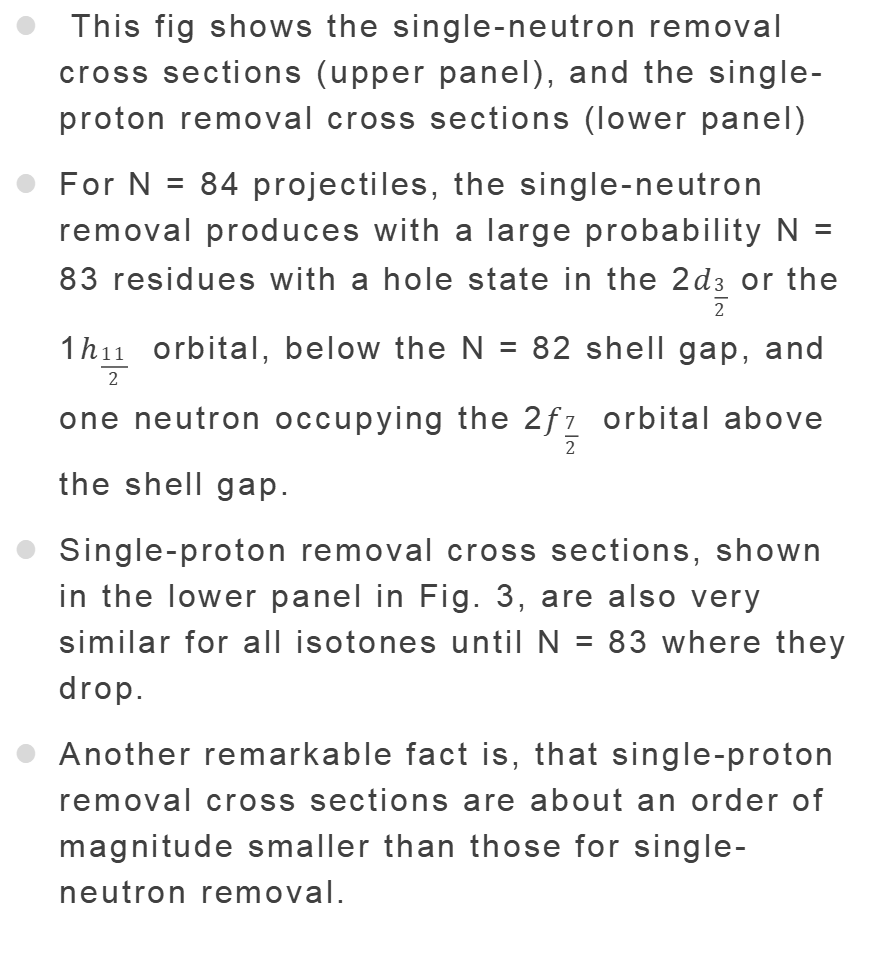 This fig shows the single-neutron removal
cross sections (upper panel), and the single-
proton removal cross sections (lower panel)
For N = 84 projectiles, the single-neutron
removal produces with a large probability N =
83 residues with a hole state in the 2d_{\frac{3}{2}} or the
1h_{\frac{11}{2}} orbital, below the N = 82 shell gap, and
one neutron occupying the 2f_{\frac{7}{2}} orbital above
the shell gap.
Single-proton removal cross sections, shown
in the lower panel in Fig. 3, are also very
similar for all isotones until N = 83 where they
drop.
Another remarkable fact is, that single-proton
removal cross sections are about an order of
magnitude smaller than those for single-
neutron removal.